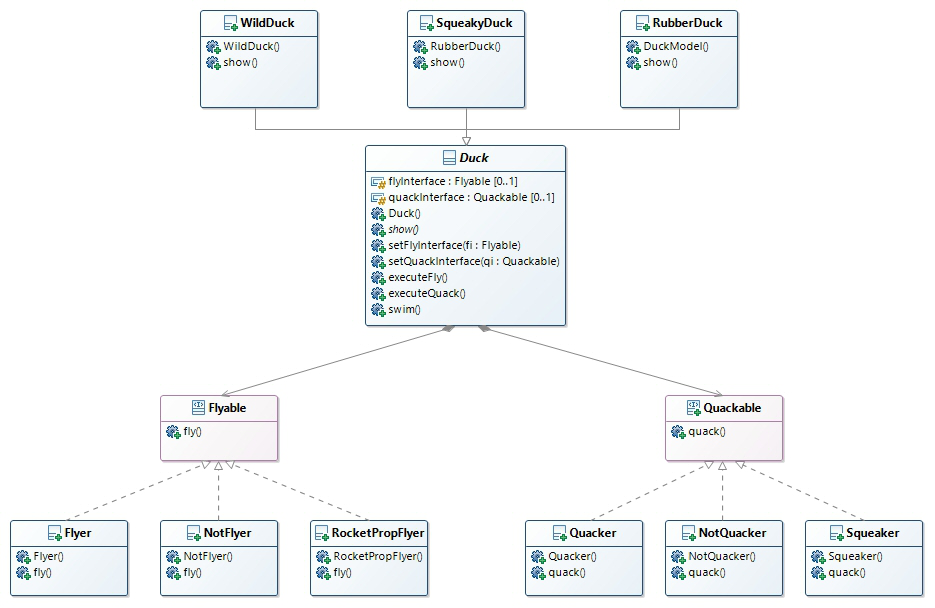 WildDuck
WildDuck()
show()
SqueakyDuck
RubberDuck()
show()
RubberDuck
DuckModel()
show()
Duck
flyInterface : Flyable [0..1]
quackInterface : Quackable [0..1]
Duck()
show()
setFlyInterface(fi : Flyable)
setQuackInterface(qi : Quackable)
executeFly()
executeQuack()
swim()
Flyable
fly()
Quackable
quack()
Flyer
Flyer()
fly()
NotFlyer
NotFlyer()
fly()
RocketPropFlyer
RocketPropFlyer()
fly()
Quacker
Quacker()
quack()
NotQuacker
NotQuacker()
quack()
Squeaker
Squeaker()
quack()